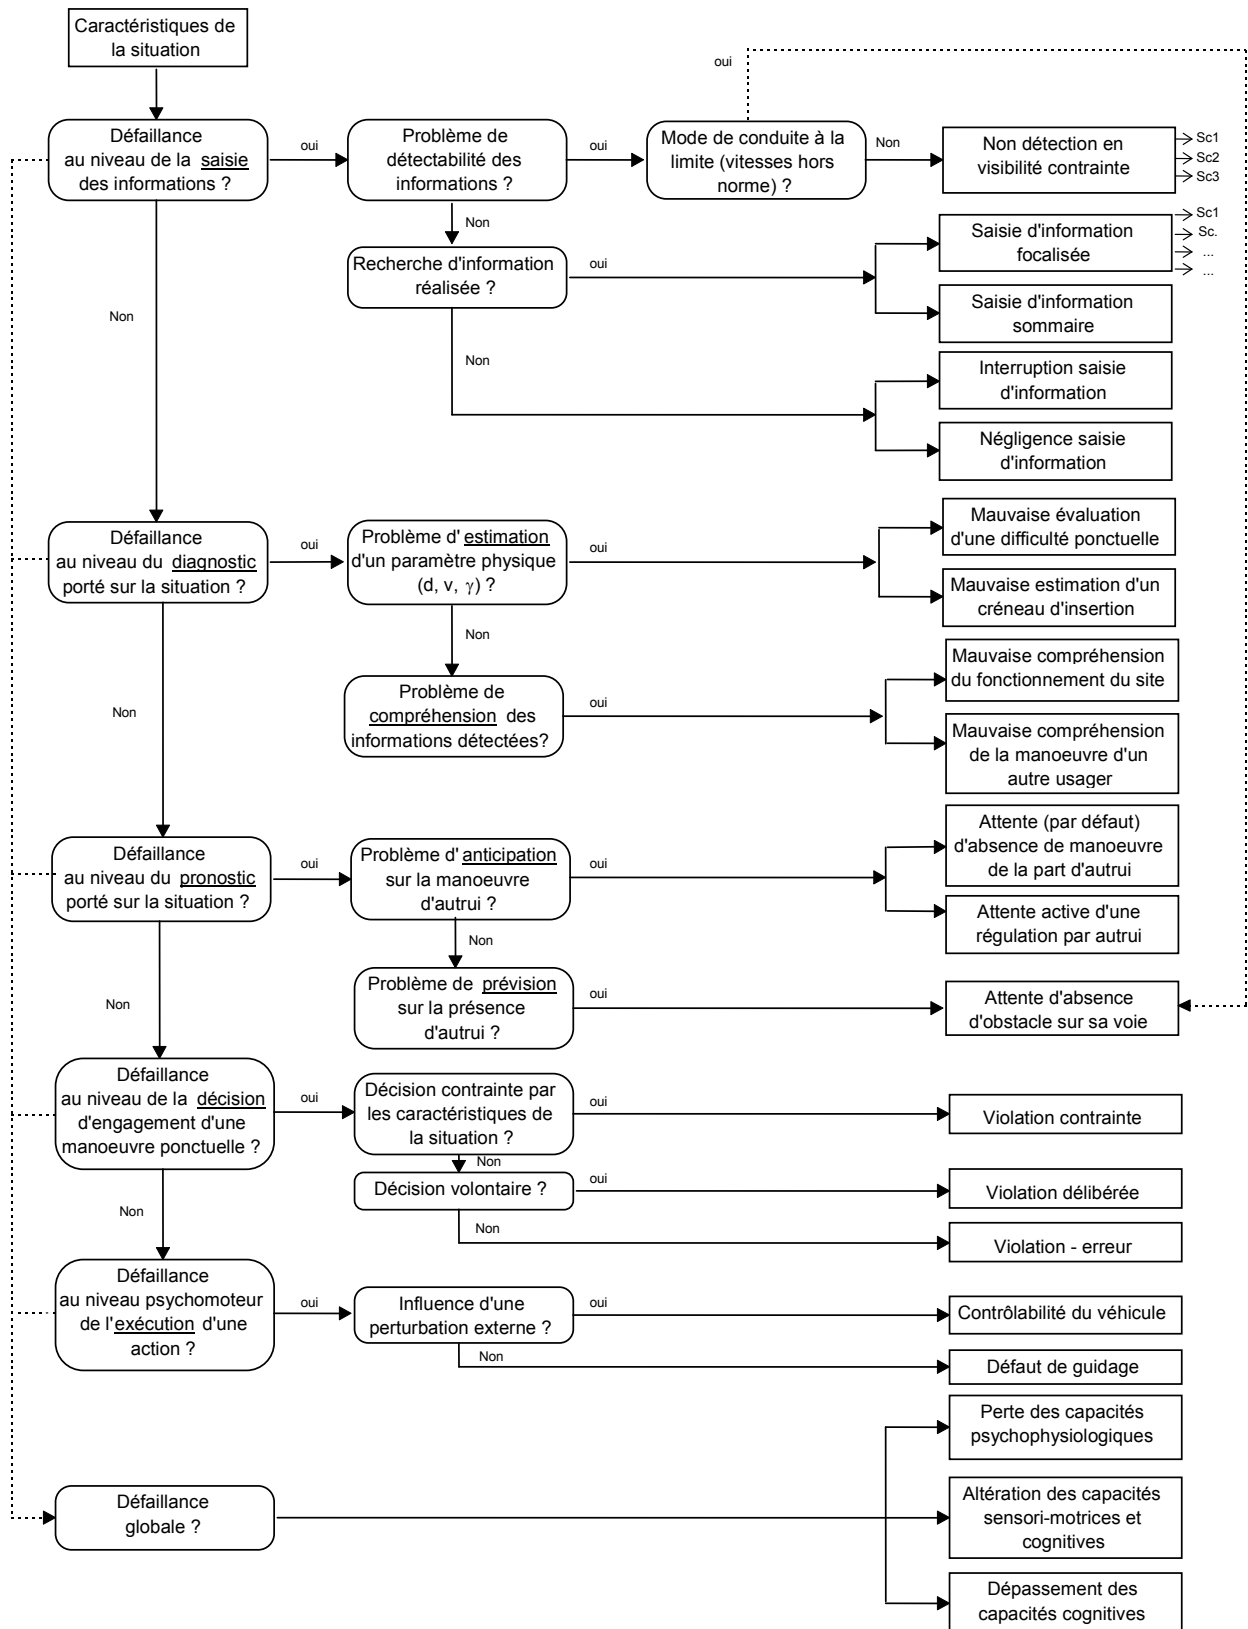 Caractéristiques de
la situation
oui
Défaillance
au niveau de la saisie
des informations ?
oui
Problème de
détectabilité des
informations ?
oui
Mode de conduite à la
limite (vitesses hors
norme) ?
Non
Non détection en
visibilité contrainte
Sc1
Sc2
Sc3
Non
Recherche d'information
réalisée ?
oui
Saisie d'information
focalisée
Sc1
Sc.
...
...
Saisie d'information
sommaire
Non
Non
Interruption saisie
d'information
Négligence saisie
d'information
Défaillance
au niveau du diagnostic
porté sur la situation ?
oui
Problème d' estimation
d'un paramètre physique
(d, v, γ) ?
oui
Mauvaise évaluation
d'une difficulté ponctuelle
Mauvaise estimation d'un
créneau d'insertion
Non
Non
Problème de
compréhension des
informations détectées?
oui
Mauvaise compréhension
du fonctionnement du site
Mauvaise compréhension
de la manoeuvre d'un
autre usager
Défaillance
au niveau du pronostic
porté sur la situation ?
oui
Problème d' anticipation
sur la manoeuvre
d'autrui ?
oui
Attente (par défaut)
d'absence de manoeuvre
de la part d'autrui
Attente active d'une
régulation par autrui
Non
Non
Problème de prévision
sur la présence
d'autrui ?
oui
Attente d'absence
d'obstacle sur sa voie
Défaillance
au niveau de la décision
d'engagement d'une
manoeuvre ponctuelle ?
oui
Décision contrainte par
les caractéristiques de
la situation ?
oui
Violation contrainte
Non
Non
Décision volontaire ?
oui
Violation délibérée
Non
Violation - erreur
Défaillance
au niveau psychomoteur
de l'exécution d'une
action ?
oui
Influence d'une
perturbation externe ?
oui
Contrôlabilité du véhicule
Non
Défaut de guidage
Défaillance
globale ?
Perte des capacités
psychophysiologiques
Altération des capacités
sensori-motrices et
cognitives
Dépassement des
capacités cognitives